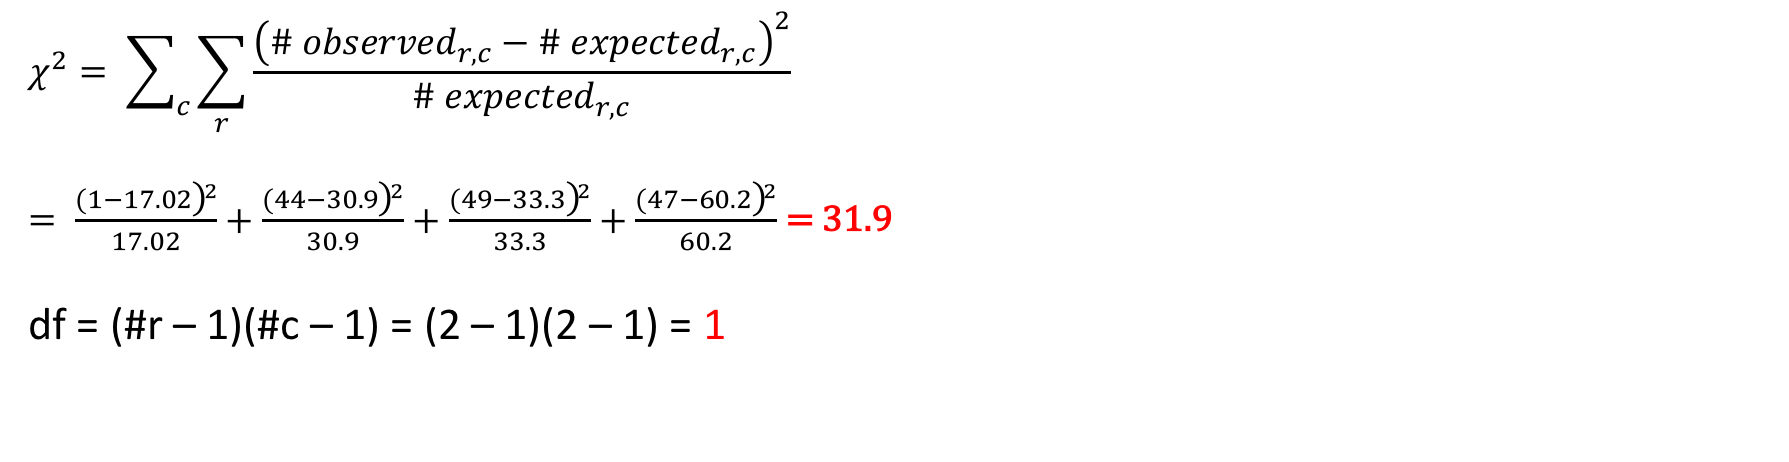 χ² = ∑_c ∑_r (# observed_r,c − # expected_r,c)² / # expected_r,c
= (1−17.02)²/17.02 + (44−30.9)²/30.9 + (49−33.3)²/33.3 + (47−60.2)²/60.2 = 31.9
df = (#r – 1)(#c – 1) = (2 – 1)(2 – 1) = 1